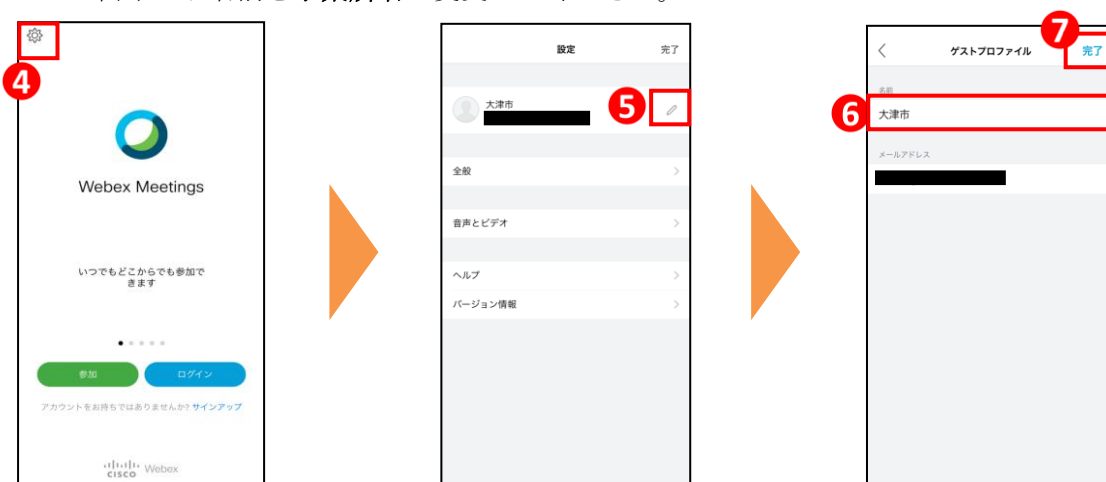 4
Webex Meetings
いつでもどこからでも参加で
きます
参加
ログイン
アカウントをお持ちではありませんか? サインアップ
CISCO Webex
設定
完了
大津市
5
全般
音声とビデオ
ヘルプ
バージョン情報
7
ゲストプロファイル
完了
名前
6
大津市
メールアドレス